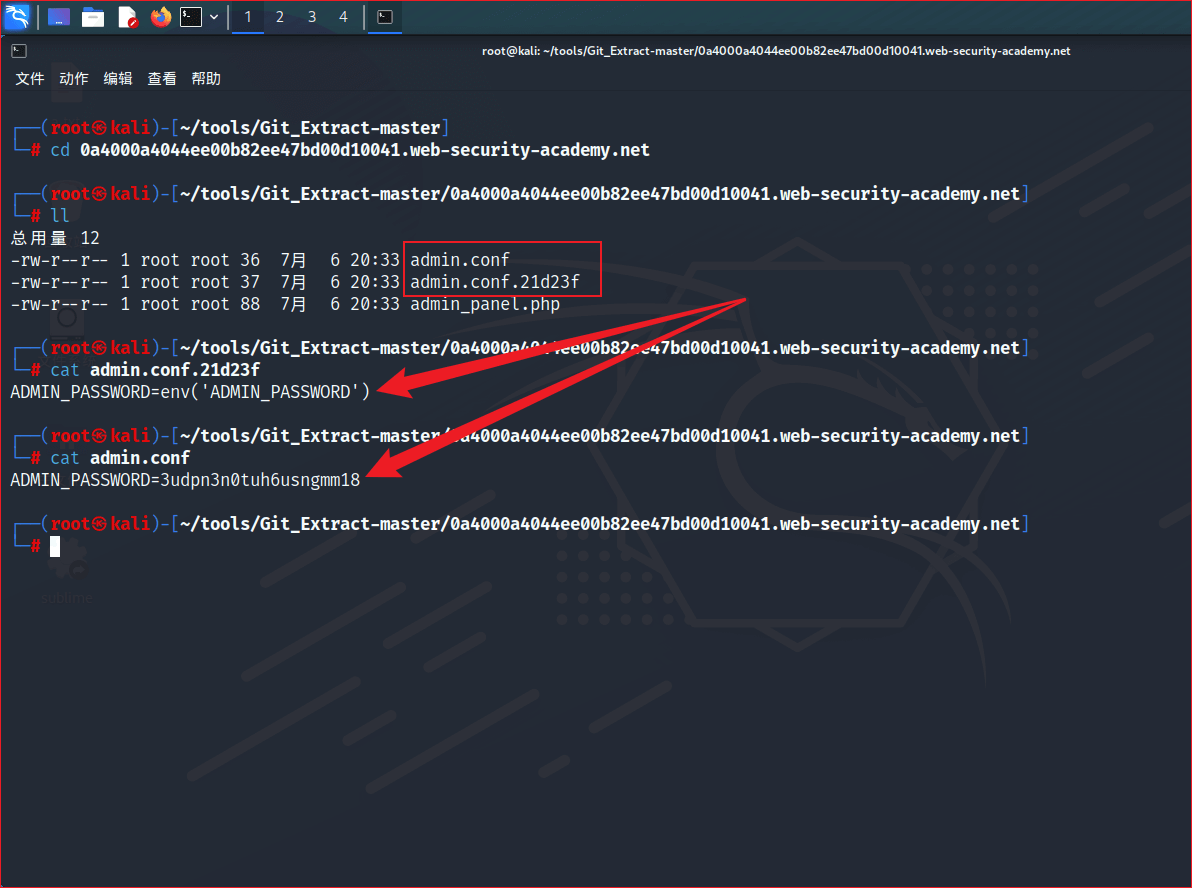 1 2 3 4
root@kali: ~/tools/Git_Extract-master/0a4000a4044ee00b82ee47bd00d10041.web-security-academy.net
文件 动作 编辑 查看 帮助
┌──(root㉿kali)-[~/tools/Git_Extract-master]
└─# cd 0a4000a4044ee00b82ee47bd00d10041.web-security-academy.net
┌──(root㉿kali)-[~/tools/Git_Extract-master/0a4000a4044ee00b82ee47bd00d10041.web-security-academy.net]
└─# ll
总用量 12
-rw-r--r-- 1 root root 36  7月  6 20:33 admin.conf
-rw-r--r-- 1 root root 37  7月  6 20:33 admin.conf.21d23f
-rw-r--r-- 1 root root 88  7月  6 20:33 admin_panel.php
┌──(root㉿kali)-[~/tools/Git_Extract-master/0a4000a4044ee00b82ee47bd00d10041.web-security-academy.net]
└─# cat admin.conf.21d23f
ADMIN_PASSWORD=env('ADMIN_PASSWORD')
┌──(root㉿kali)-[~/tools/Git_Extract-master/0a4000a4044ee00b82ee47bd00d10041.web-security-academy.net]
└─# cat admin.conf
ADMIN_PASSWORD=3udpn3n0tuh6usngmm18
┌──(root㉿kali)-[~/tools/Git_Extract-master/0a4000a4044ee00b82ee47bd00d10041.web-security-academy.net]
└─#
sublime